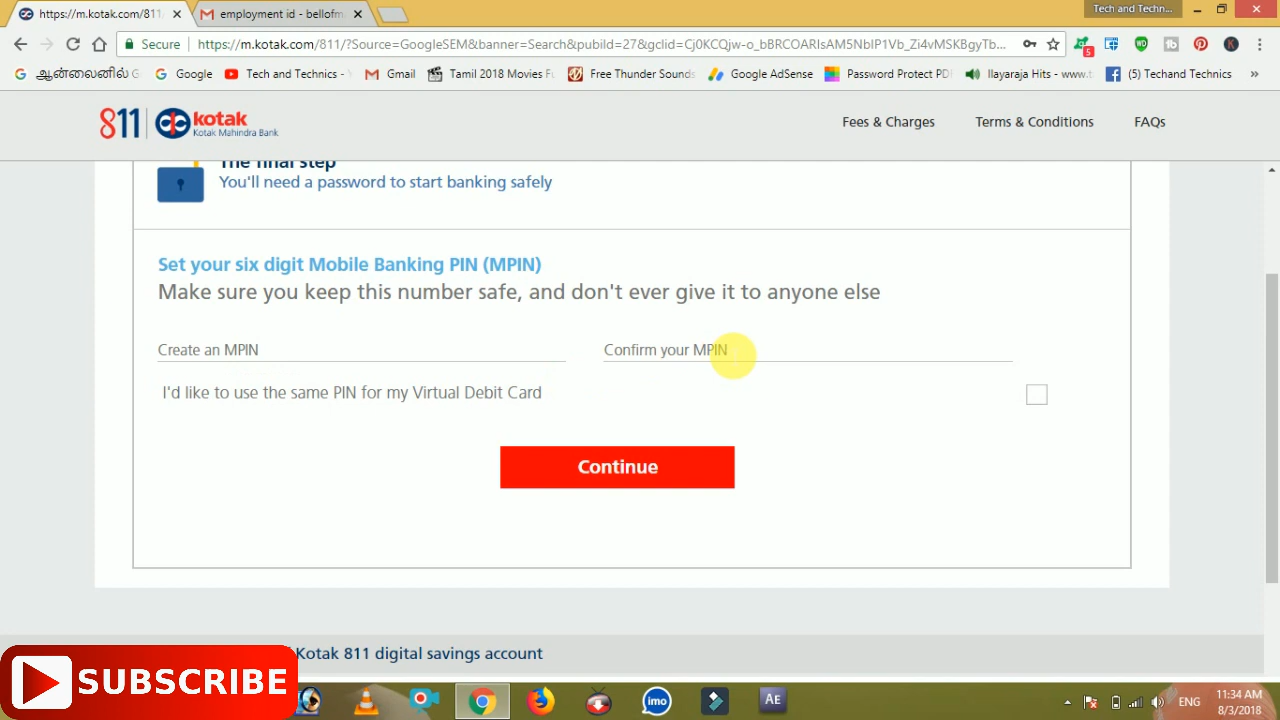 https://m.kotak.com/811/
employment id - bellofm
Tech and Techn...
Secure
https://m.kotak.com/811/?Source=GoogleSEM&banner=Search&pubild=27&gclid=Cj0KCQjw-o_bBRCOARIsAM5NbIP1Vb_Zi4vMSKBgyTb...
5
ஆன்லைனில் G
Google
Tech and Technics - Y
Gmail
Tamil 2018 Movies Fu
Free Thunder Sounds
Google AdSense
Password Protect PD
Ilayaraja Hits - www.t
(5) Techand Technics
»
811
kotak
Kotak Mahindra Bank
Fees & Charges
Terms & Conditions
FAQs
The final step
You'll need a password to start banking safely
Set your six digit Mobile Banking PIN (MPIN)
Make sure you keep this number safe, and don't ever give it to anyone else
Create an MPIN
Confirm your MPIN
I'd like to use the same PIN for my Virtual Debit Card
Continue
Kotak 811 digital savings account
SUBSCRIBE
imo
AE
ENG
11:34 AM
8/3/2018